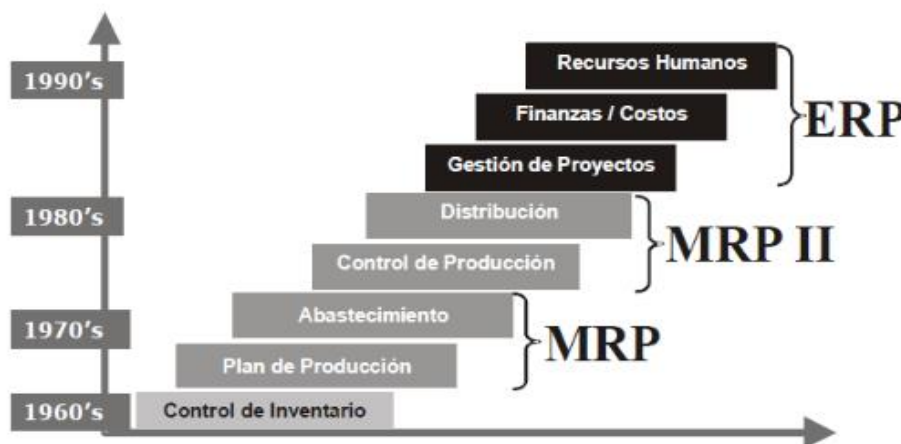 1990's
Recursos Humanos
Finanzas / Costos
ERP
Gestión de Proyectos
1980's
Distribución
MRP II
Control de Producción
1970's
Abastecimiento
MRP
Plan de Producción
1960's
Control de Inventario